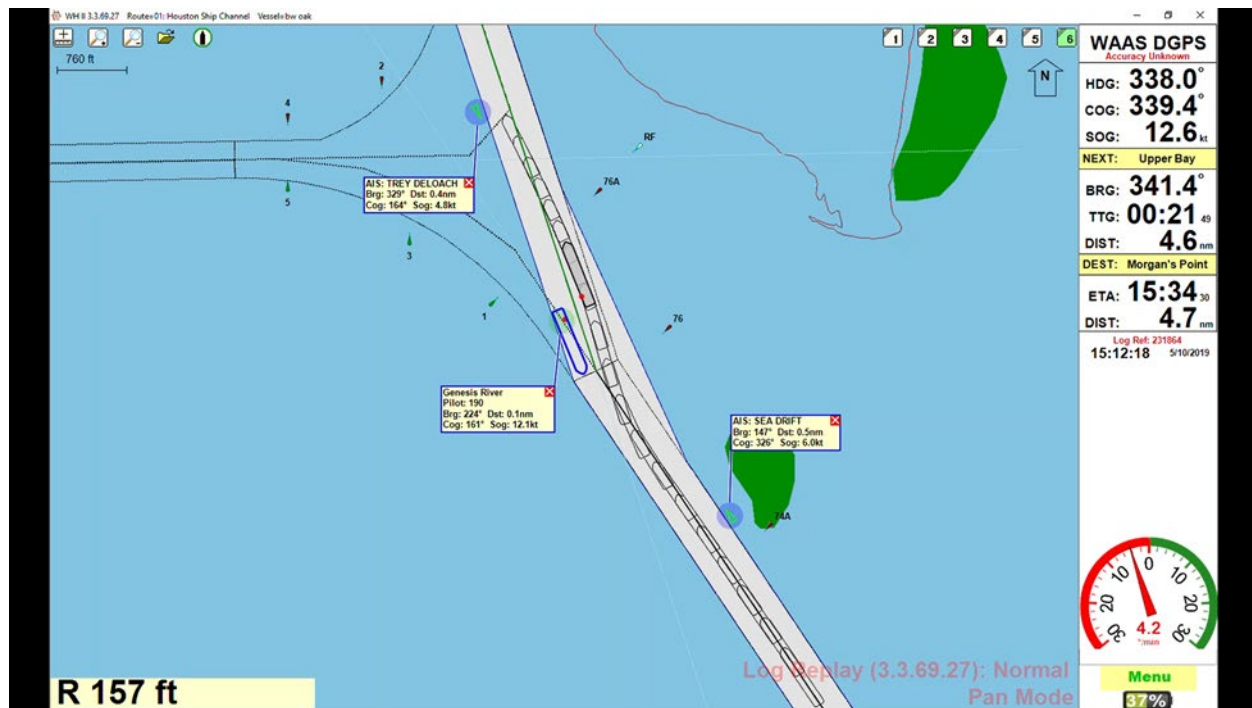 WH II 3.3.69.27 Route=01: Houston Ship Channel Vessel=bw oak
760 ft
1 2 3 4 5 6
N
2
4
RF
76A
AIS: TREY DELOACH
Brg: 329° Dst: 0.4nm
Cog: 164° Sog: 4.8kt
5
3
1
76
Genesis River
Pilot: 190
Brg: 224° Dst: 0.1nm
Cog: 161° Sog: 12.1kt
AIS: SEA DRIFT
Brg: 147° Dst: 0.5nm
Cog: 326° Sog: 6.0kt
74A
R 157 ft
Log Replay (3.3.69.27): Normal
Pan Mode
WAAS DGPS
Accuracy Unknown
HDG: 338.0°
COG: 339.4°
SOG: 12.6 kt
NEXT: Upper Bay
BRG: 341.4°
TTG: 00:21 49
DIST: 4.6 nm
DEST: Morgan's Point
ETA: 15:34 30
DIST: 4.7 nm
Log Ref: 231864
15:12:18 5/10/2019
10 0 10
20 20
30 30
4.2
°/min
Menu
37%